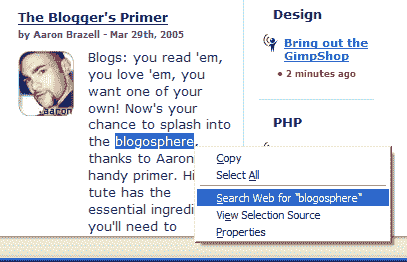 The Blogger's Primer
by Aaron Brazell - Mar 29th, 2005
aaron
Blogs: you read 'em,
you love 'em, you
want one of your
own! Now's your
chance to splash into
the blogosphere,
thanks to Aaron
handy primer. Hi
tute has the
essential ingredi
you'll need to
Design
Bring out the
GimpShop
• 2 minutes ago
PHP
Copy
Select All
Search Web for "blogosphere"
View Selection Source
Properties